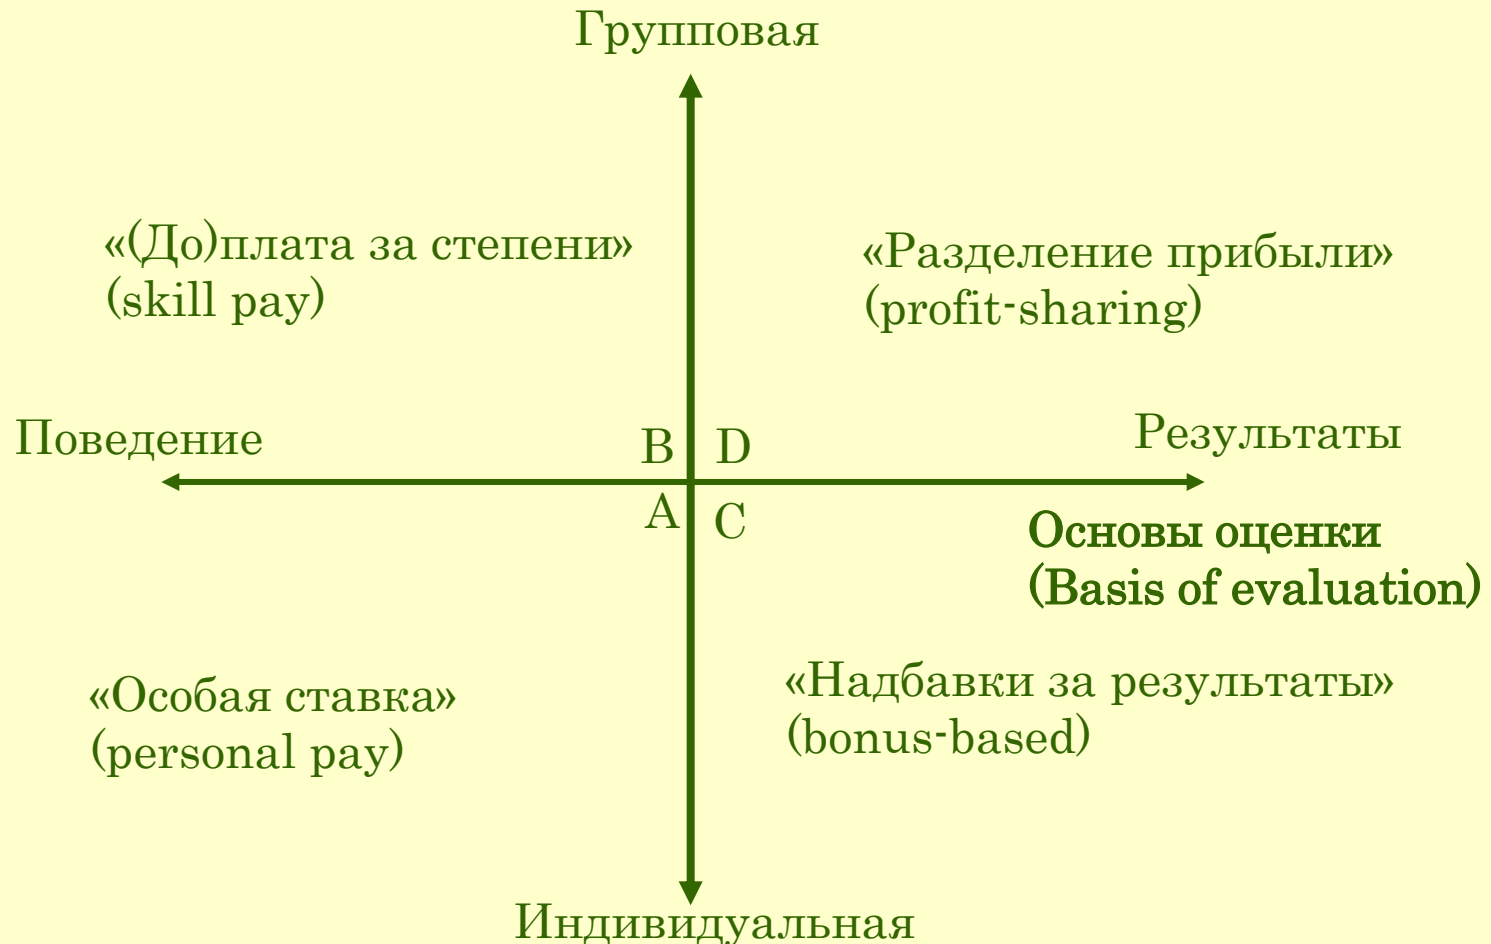 Групповая
«(До)плата за степени»
(skill pay)
«Разделение прибыли»
(profit-sharing)
Поведение
B
D
Результаты
A
C
Основы оценки
(Basis of evaluation)
«Особая ставка»
(personal pay)
«Надбавки за результаты»
(bonus-based)
Индивидуальная